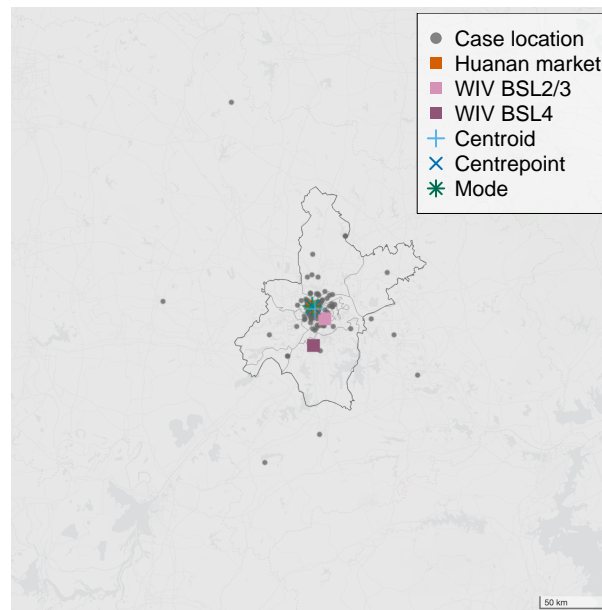 Case location
Huanan market
WIV BSL2/3
WIV BSL4
Centroid
Centrepoint
Mode
50 km